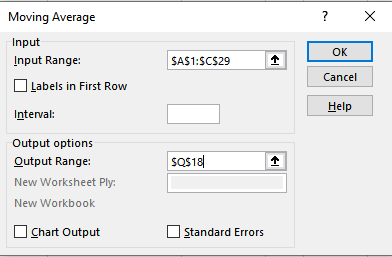 Moving Average ? X
Input
Input Range: $A$1:$C$29
Labels in First Row
Interval:
Output options
Output Range: $Q$18
New Worksheet Ply:
New Workbook
Chart Output Standard Errors
OK
Cancel
Help